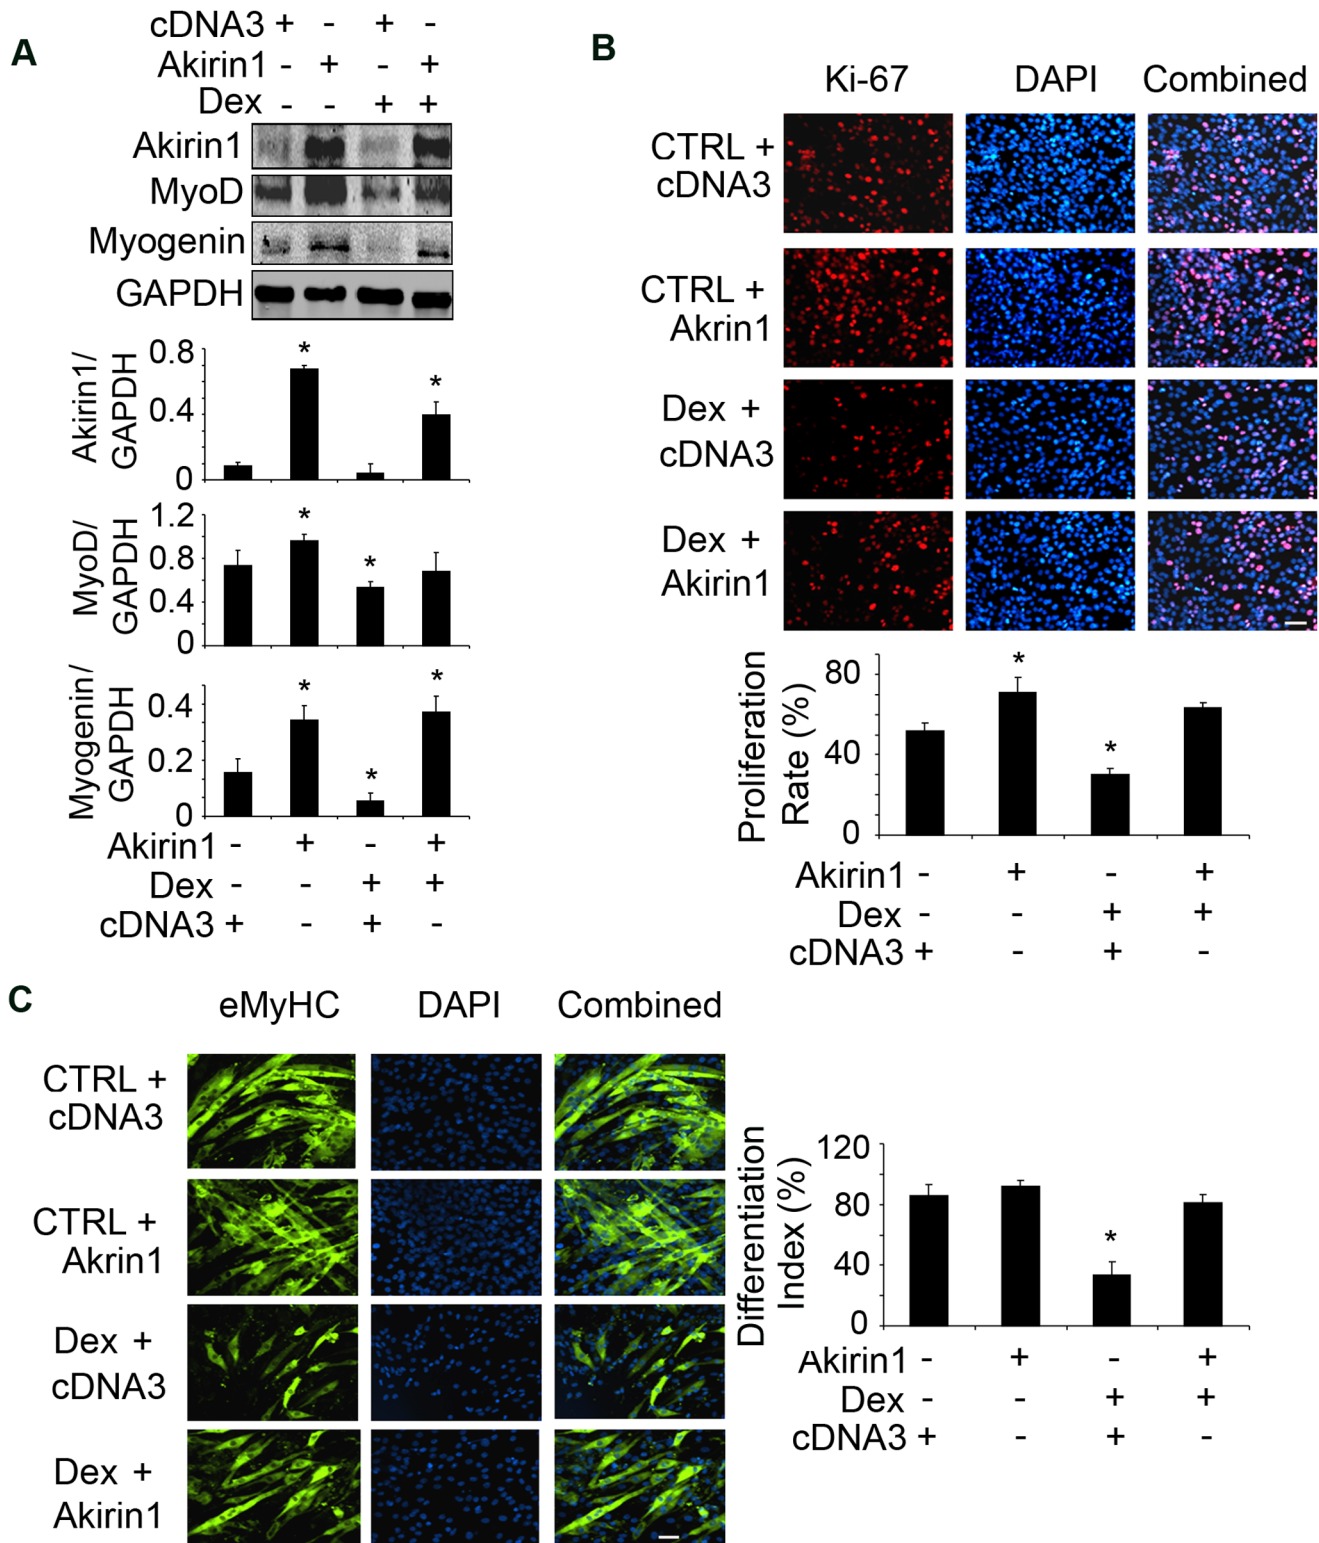 A
cDNA3 + - + -
Akirin1 - + - +
Dex - - + +
Akirin1
MyoD
Myogenin
GAPDH
Akirin1/
GAPDH
0.8
0.4
0
*
*
MyoD/
GAPDH
1.2
0.8
0.4
0
*
*
Myogenin/
GAPDH
0.4
0.2
0
*
*
*
Akirin1 - + - +
Dex - - + +
cDNA3 + - + -
B
Ki-67 DAPI Combined
CTRL +
cDNA3
CTRL +
Akrin1
Dex +
cDNA3
Dex +
Akirin1
Proliferation
Rate (%)
80
40
0
*
*
Akirin1 - + - +
Dex - - + +
cDNA3 + - + -
C
eMyHC DAPI Combined
CTRL +
cDNA3
CTRL +
Akrin1
Dex +
cDNA3
Dex +
Akirin1
Differentiation
Index (%)
120
80
40
0
*
Akirin1 - + - +
Dex - - + +
cDNA3 + - + -